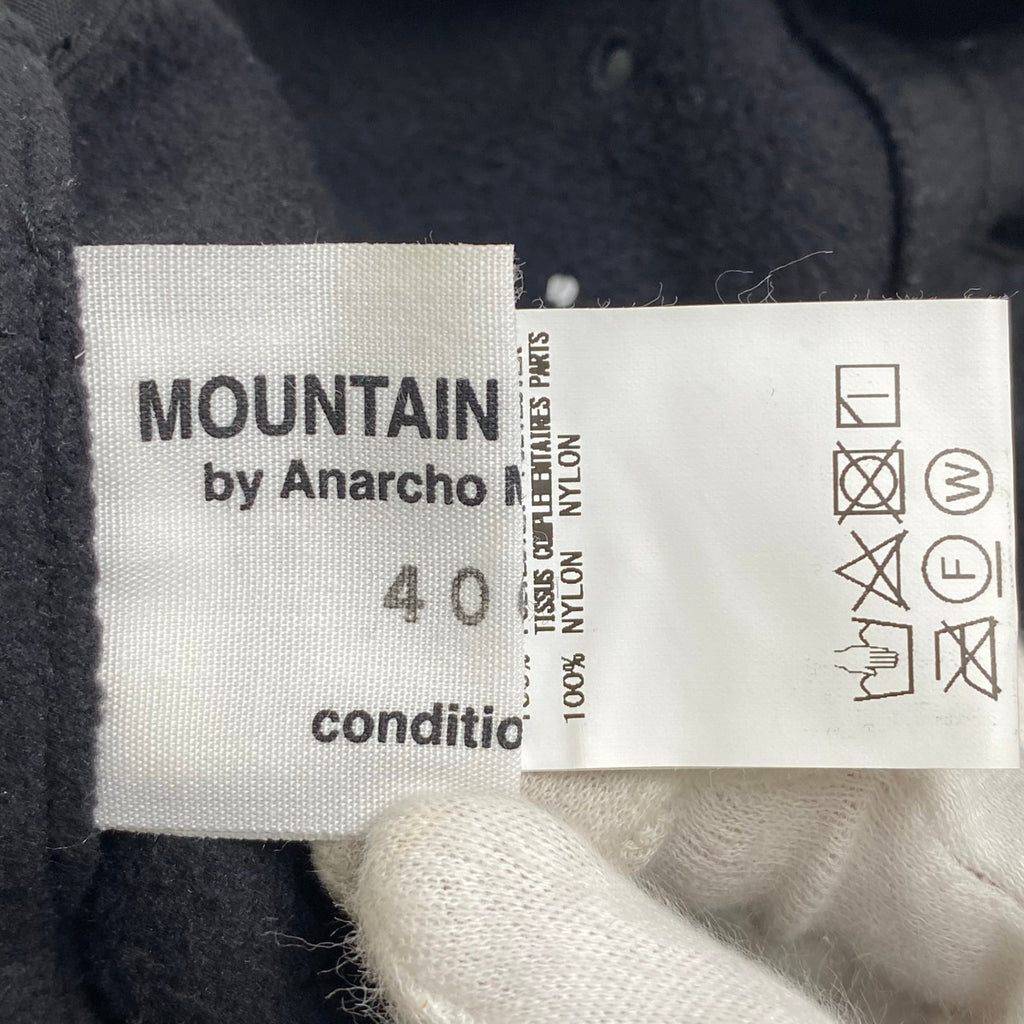 MOUNTAIN
by Anarcho
40
conditio
TISSUS COMPLEMENTAIRES PARTS
100% NYLON NYLON
W
F